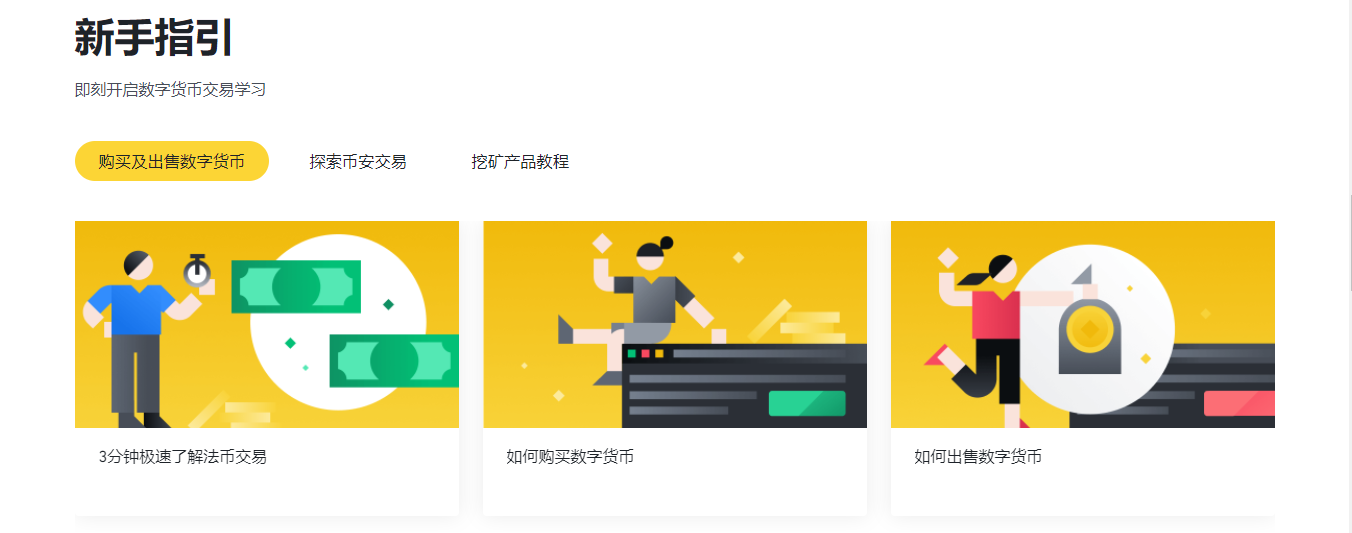 新手指引
即刻开启数字货币交易学习
购买及出售数字货币
探索币安交易
挖矿产品教程
3分钟极速了解法币交易
如何购买数字货币
如何出售数字货币